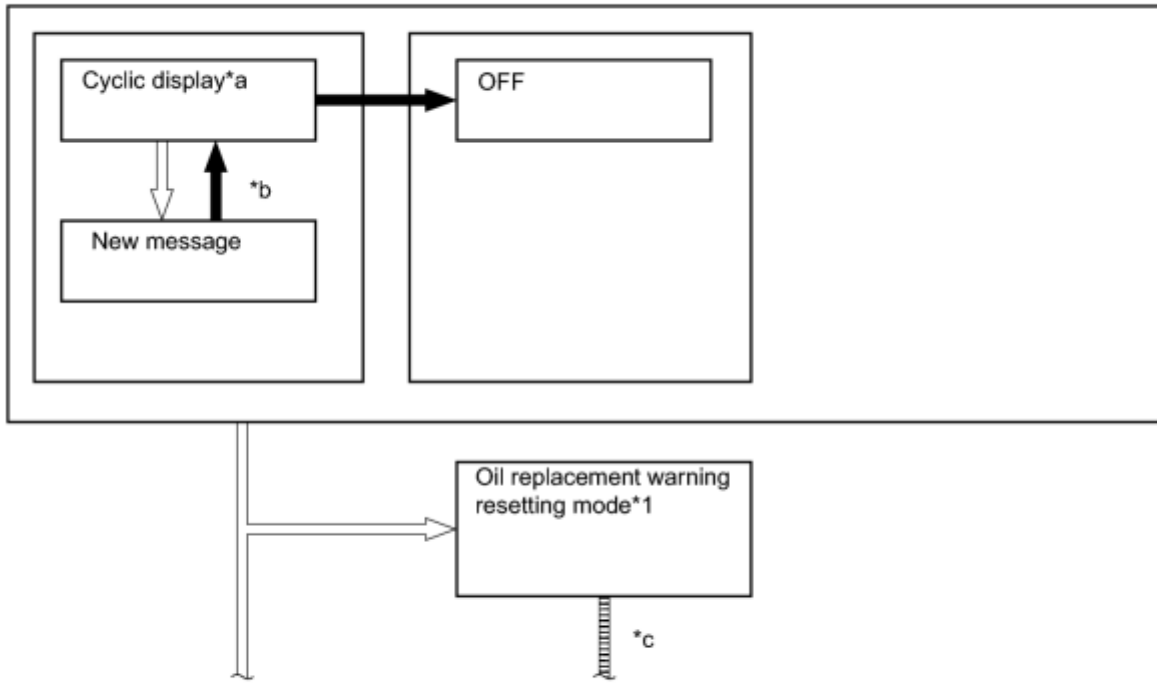 Cyclic display*a
OFF
*b
New message
Oil replacement warning
resetting mode*1
*c